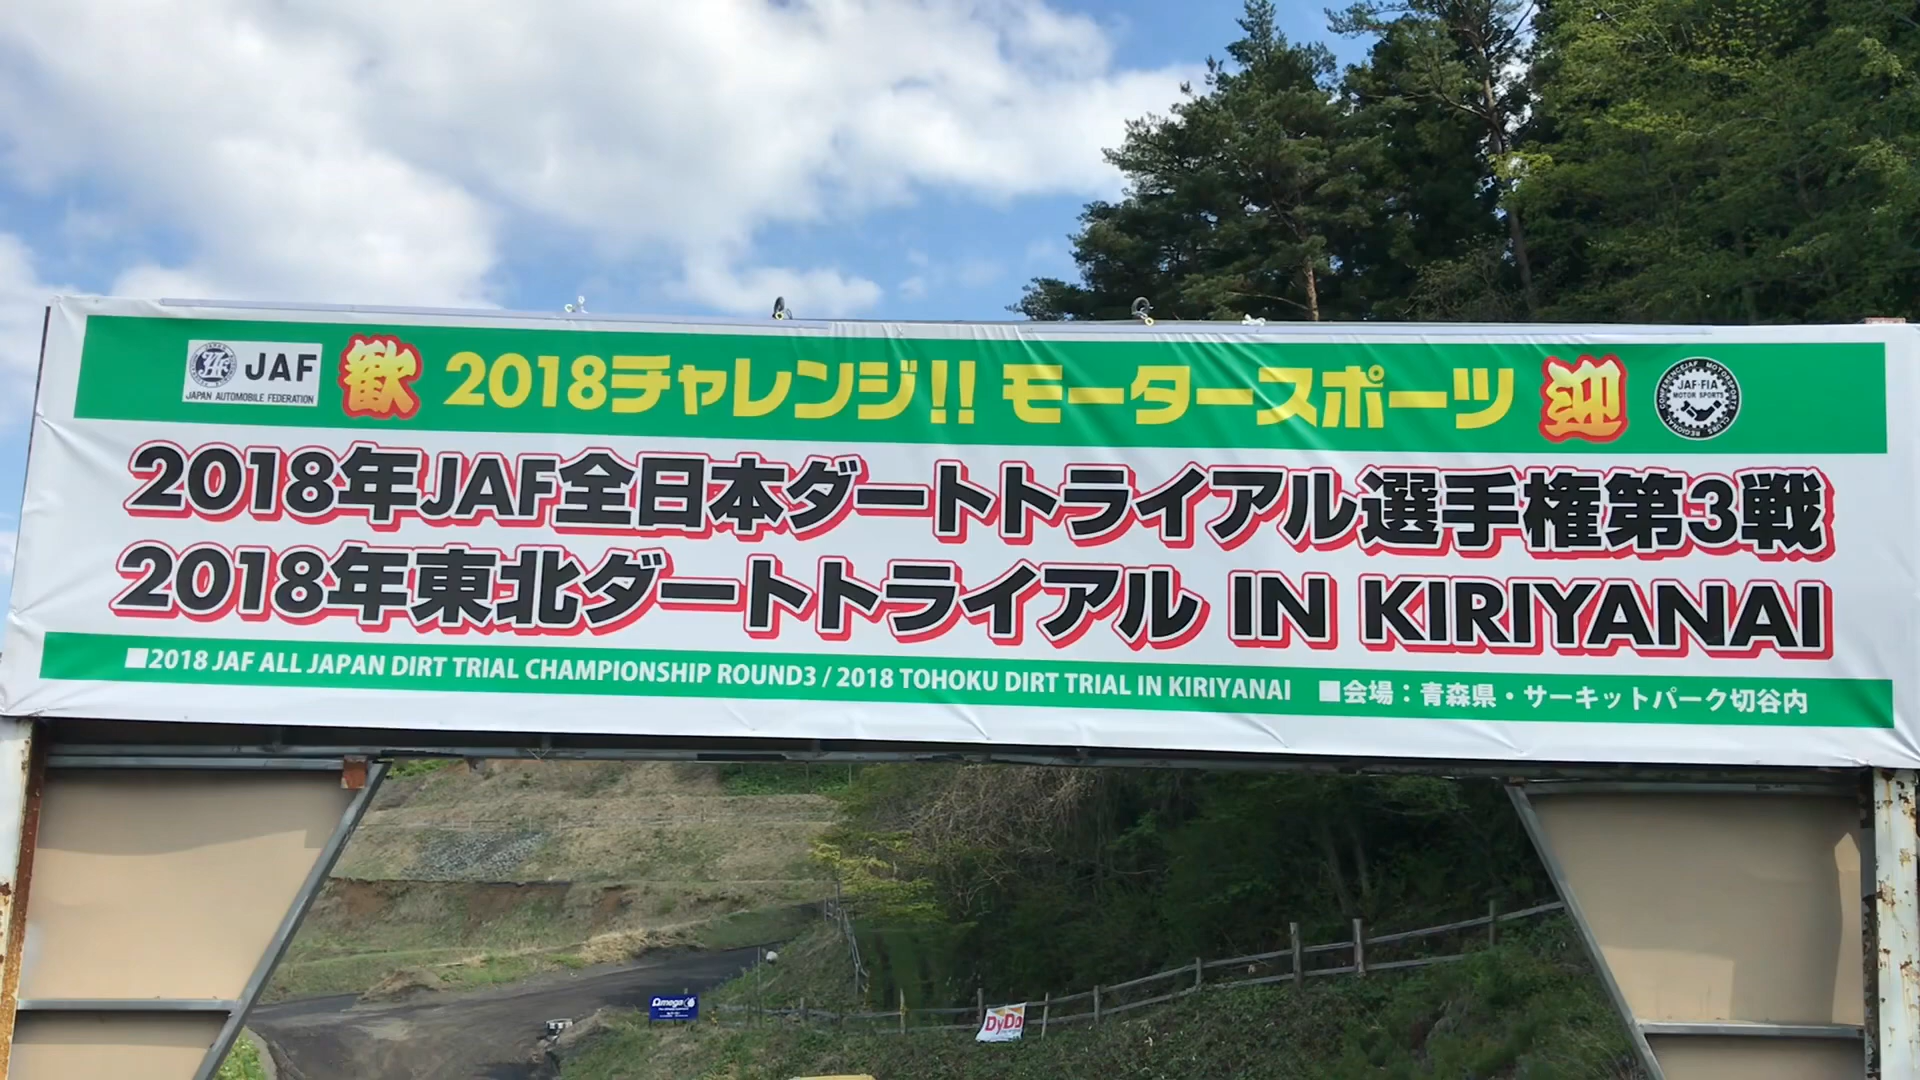 JAF
JAPAN AUTOMOBILE FEDERATION
歓 2018チャレンジ!! モータースポーツ 迎
JAF・FIA
MOTOR SPORTS
2018年JAF全日本ダートトライアル選手権第3戦
2018年東北ダートトライアル IN KIRIYANAI
■2018 JAF ALL JAPAN DIRT TRIAL CHAMPIONSHIP ROUND3 / 2018 TOHOKU DIRT TRIAL IN KIRIYANAI ■会場：青森県・サーキットパーク切谷内
Omega
DyDo